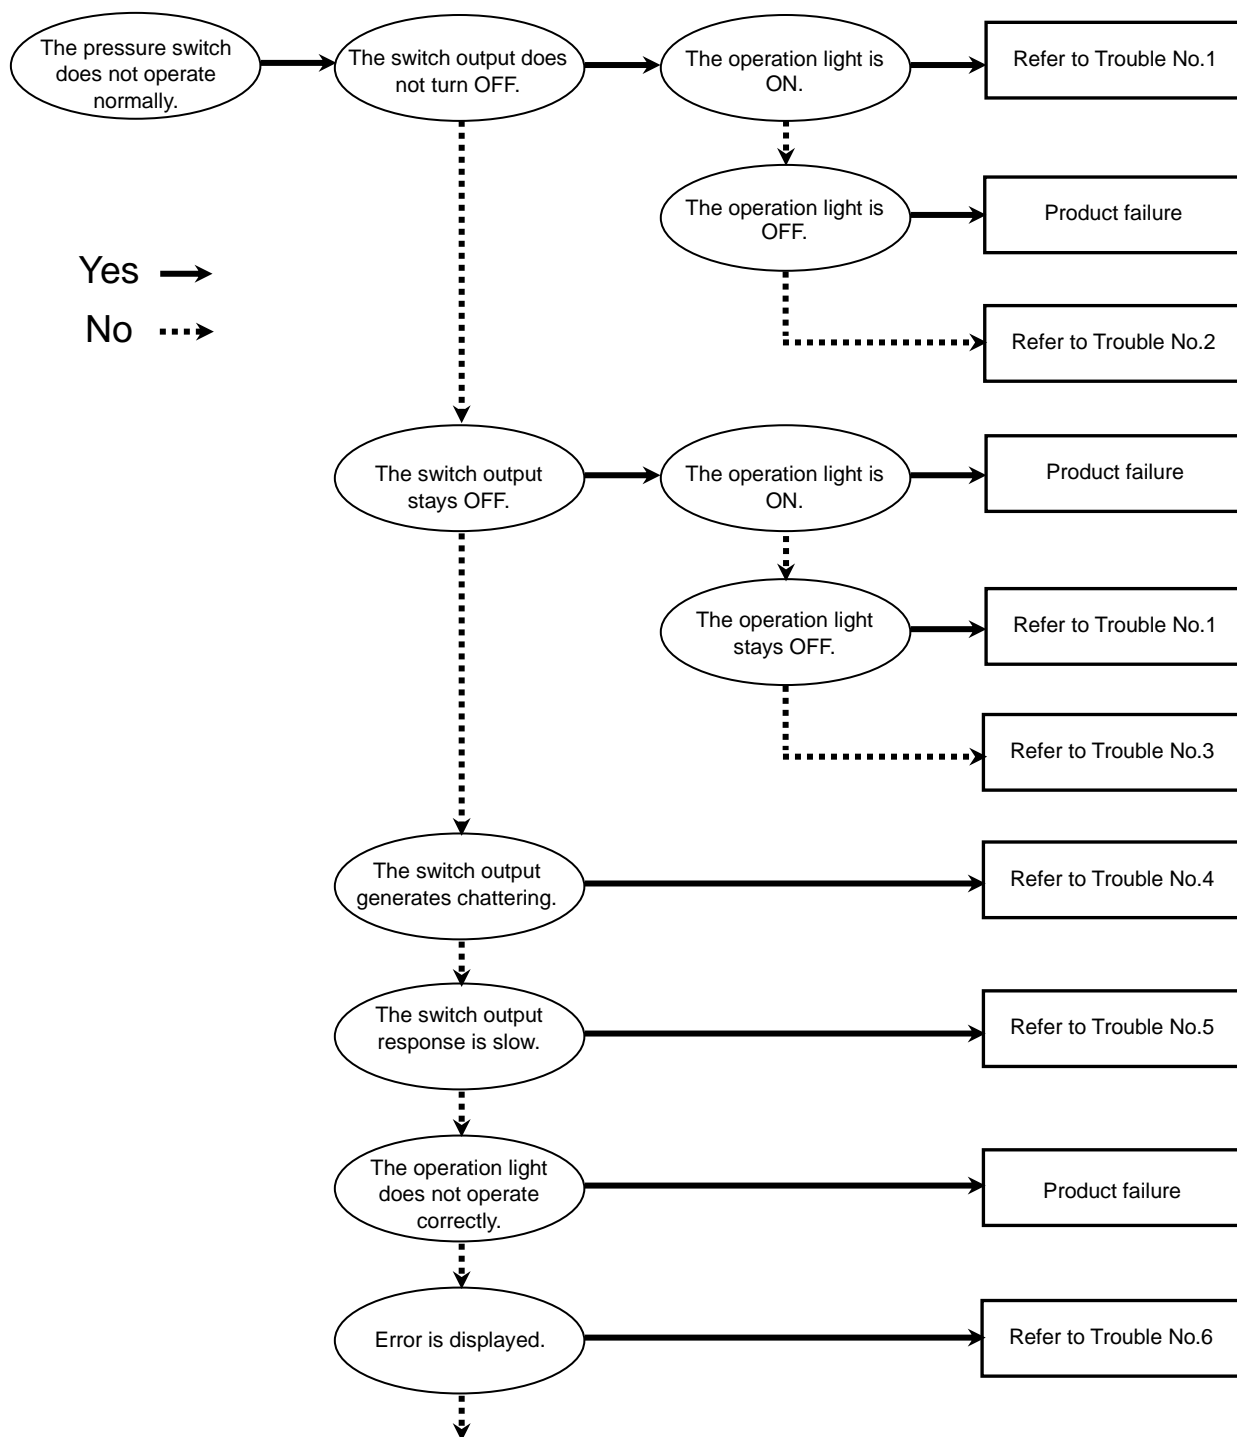 The pressure switch
does not operate
normally.
The switch output does
not turn OFF.
The operation light is
ON.
Refer to Trouble No.1
The operation light is
OFF.
Product failure
Yes
No
Refer to Trouble No.2
The switch output
stays OFF.
The operation light is
ON.
Product failure
The operation light
stays OFF.
Refer to Trouble No.1
Refer to Trouble No.3
The switch output
generates chattering.
Refer to Trouble No.4
The switch output
response is slow.
Refer to Trouble No.5
The operation light
does not operate
correctly.
Product failure
Error is displayed.
Refer to Trouble No.6